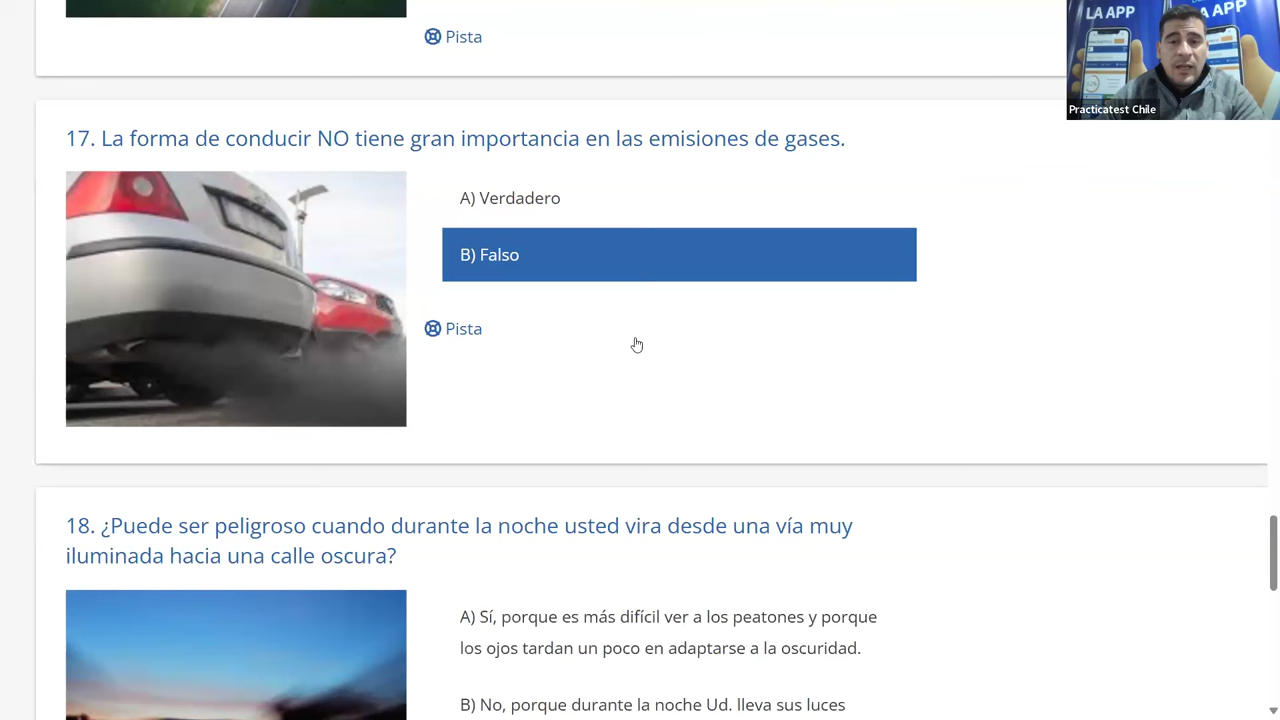 LA APP
A APP
Pista
Practicatest Chile
17. La forma de conducir NO tiene gran importancia en las emisiones de gases.
A) Verdadero
B) Falso
Pista
18. ¿Puede ser peligroso cuando durante la noche usted vira desde una vía muy
iluminada hacia una calle oscura?
A) Sí, porque es más difícil ver a los peatones y porque
los ojos tardan un poco en adaptarse a la oscuridad.
B) No, porque durante la noche Ud. lleva sus luces